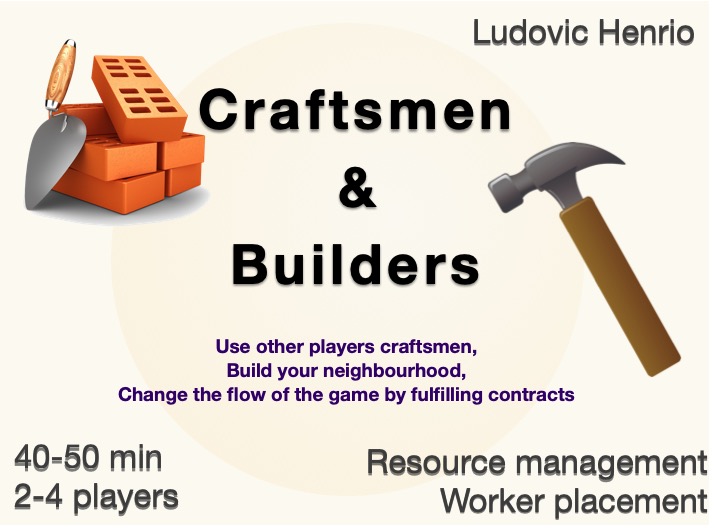 Ludovic Henrio
Craftsmen
&
Builders
Use other players craftsmen,
Build your neighbourhood,
Change the flow of the game by fulfilling contracts
40-50 min
2-4 players
Resource management
Worker placement